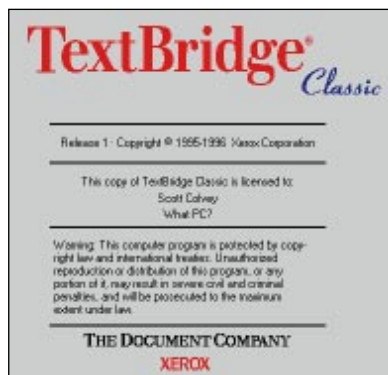 TextBridge®
Classic
Release 1 · Copyright © 1995-1996 Xerox Corporation
This copy of TextBridge Classic is licensed to:
Scott Colvey
What PC?
Warning: This computer program is protected by copy-
right law and international treaties. Unauthorized
reproduction or distribution of this program, or any
portion of it, may result in severe civil and criminal
penalties, and will be prosecuted to the maximum
extent under law.
THE DOCUMENT COMPANY
XEROX